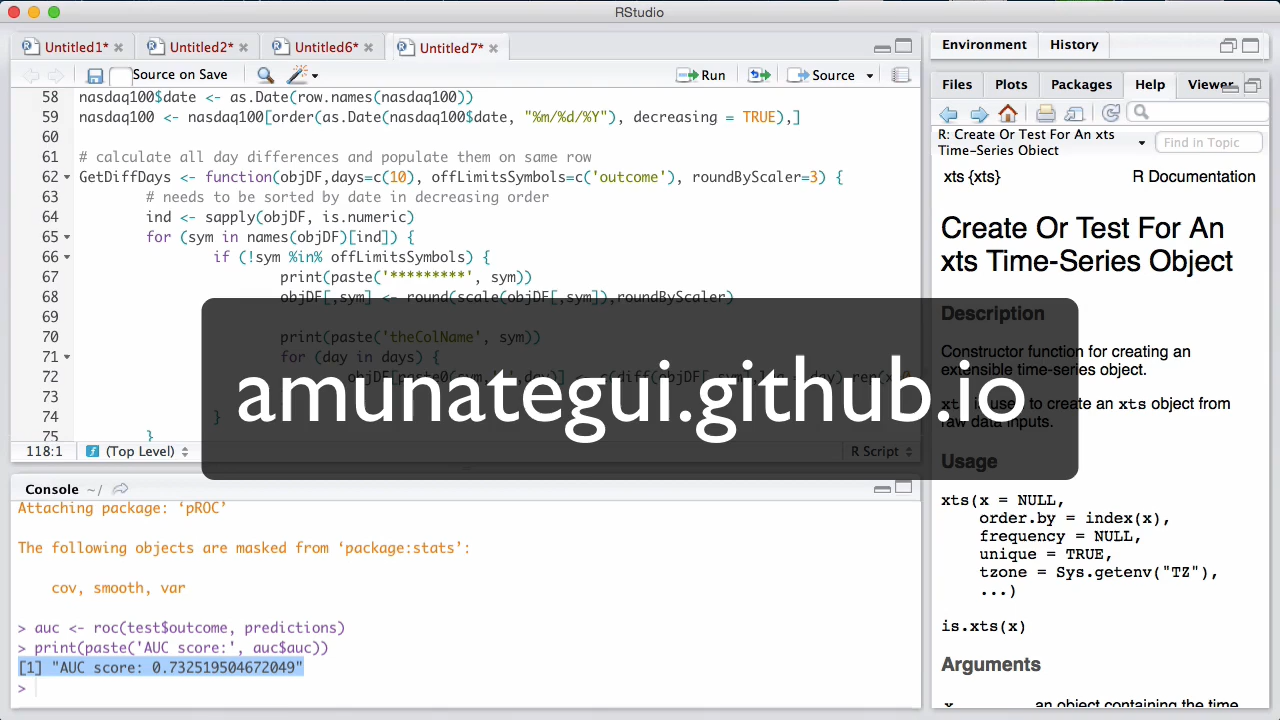 RStudio
Untitled1* Untitled2* Untitled6* Untitled7*
Source on Save Run Source
58 nasdaq100$date <- as.Date(row.names(nasdaq100))
59 nasdaq100 <- nasdaq100[order(as.Date(nasdaq100$date, "%m/%d/%Y"), decreasing = TRUE),]
60
61 # calculate all day differences and populate them on same row
62 GetDiffDays <- function(objDF,days=c(10), offLimitsSymbols=c('outcome'), roundByScaler=3) {
63 # needs to be sorted by date in decreasing order
64 ind <- sapply(objDF, is.numeric)
65 for (sym in names(objDF)[ind]) {
66 if (!sym %in% offLimitsSymbols) {
67 print(paste('*********', sym))
68 objDF[,sym] <- round(scale(objDF[,sym]),roundByScaler)
69
70 print(paste('theColName', sym))
71 for (day in days) {
72
73
74 }
75 }
118:1 (Top Level) R Script
amunategui.github.io
Console ~/
Attaching package: ‘pROC’
The following objects are masked from ‘package:stats’:
cov, smooth, var
> auc <- roc(test$outcome, predictions)
> print(paste('AUC score:', auc$auc))
[1] "AUC score: 0.732519504672049"
>
Environment History
Files Plots Packages Help Viewer
R: Create Or Test For An xts
Time-Series Object
Find in Topic
xts {xts} R Documentation
Create Or Test For An
xts Time-Series Object
Description
Constructor function for creating an
extensible time-series object.
xts is used to create an xts object from
raw data inputs.
Usage
xts(x = NULL,
order.by = index(x),
frequency = NULL,
unique = TRUE,
tzone = Sys.getenv("TZ"),
...)
is.xts(x)
Arguments
x an object containing the time